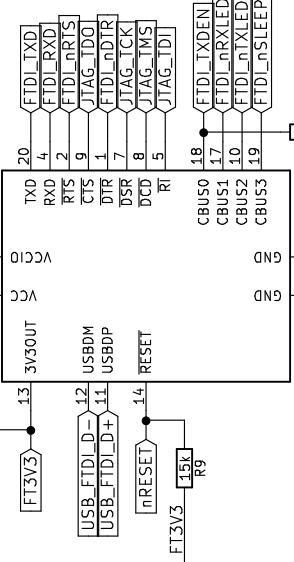 FTDI_TXD
FTDI_RXD
FTDI_nRTS
JTAG_TDO
FTDI_nDTR
JTAG_TCK
JTAG_TMS
JTAG_TDI
FTDI_TXDEN
FTDI_nRXLED
FTDI_nTXLED
FTDI_nSLEEP
20
4
2
9
1
7
8
5
18
17
10
19
TXD
RXD
RTS
CTS
DTR
DSR
DCD
RI
CBUS0
CBUS1
CBUS2
CBUS3
VCCIO
GND
VCC
GND
3V3OUT
USBDM
USBDP
RESET
13
12
11
14
FT3V3
USB_FTDI_D-
USB_FTDI_D+
nRESET
15k
R9
FT3V3